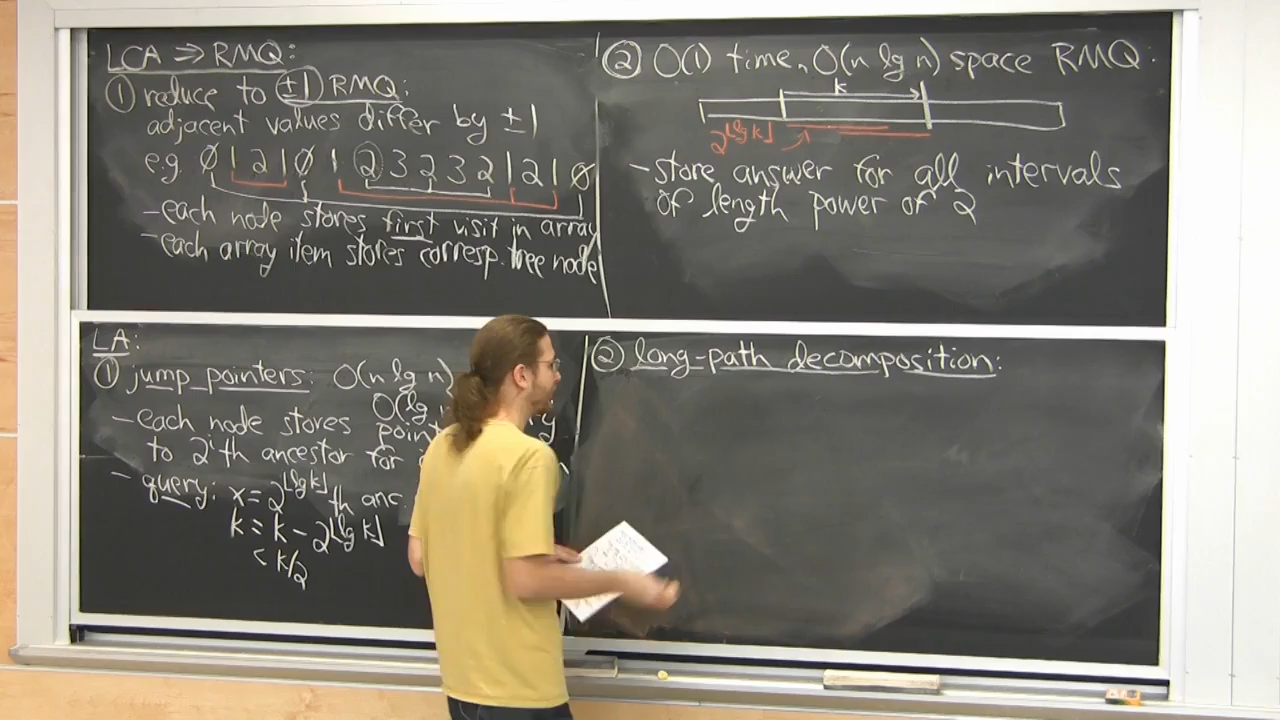 LCA ⇒ RMQ:
① reduce to ±1 RMQ:
adjacent values differ by ±1
e.g. ∅ 1 2 1 ∅ 1 2 3 2 3 2 1 2 1 ∅
- each node stores first visit in array
- each array item stores corresp. tree node
② O(1) time, O(n lg n) space RMQ:
k
2^⌊lg k⌋
- store answer for all intervals
of length power of 2
LA:
① jump pointers: O(n lg n)
O(lg n
- each node stores point
to 2^i th ancestor for
- query: x = 2^⌊lg k⌋ th anc.
k = k - 2^⌊lg k⌋
< k/2
② long-path decomposition: